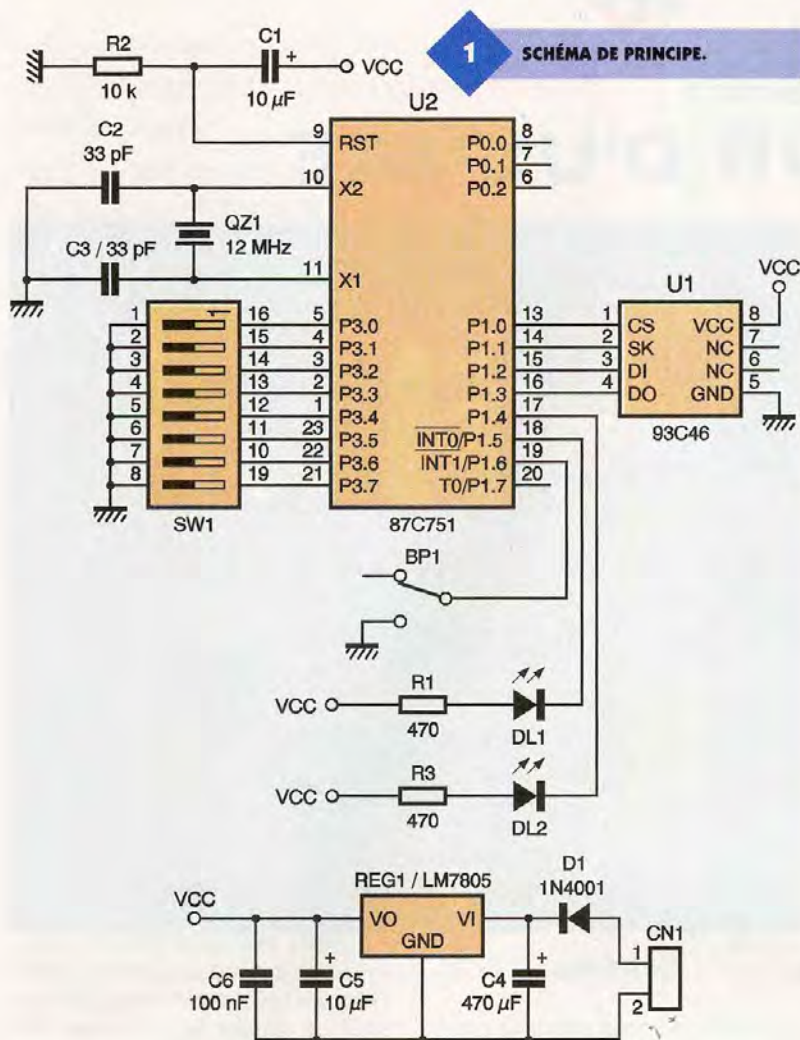 1 SCHÉMA DE PRINCIPE.
R2
10 k
C1
+
10 µF
VCC
U2
C2
33 pF
QZ1
12 MHz
C3 / 33 pF
9 RST
10 X2
11 X1
P0.0 8
P0.1 7
P0.2 6
1 16 5 P3.0
2 15 4 P3.1
3 14 3 P3.2
4 13 2 P3.3
5 12 1 P3.4
6 11 23 P3.5
7 10 22 P3.6
8 19 21 P3.7
SW1
P1.0 13
P1.1 14
P1.2 15
P1.3 16
P1.4 17
INT0/P1.5 18
INT1/P1.6 19
T0/P1.7 20
87C751
U1
VCC
1 CS VCC 8
2 SK NC 7
3 DI NC 6
4 DO GND 5
93C46
BP1
VCC
R1
470
DL1
VCC
R3
470
DL2
VCC
REG1 / LM7805
VO VI
GND
D1
1N4001
CN1
1
2
C6
100 nF
+
C5
10 µF
+
C4
470 µF